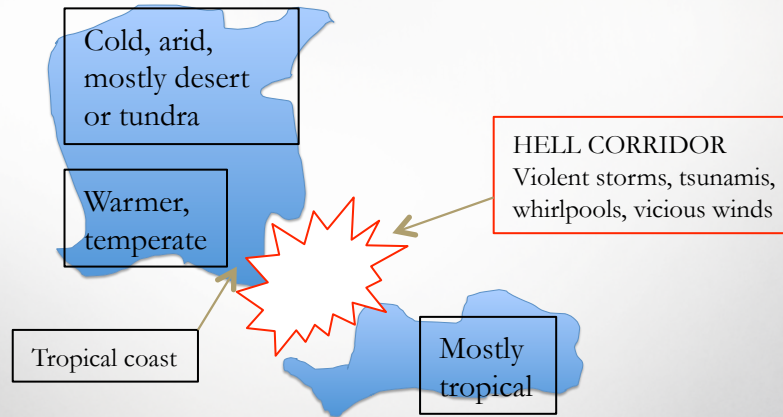 Cold, arid,
mostly desert
or tundra
HELL CORRIDOR
Violent storms, tsunamis,
whirlpools, vicious winds
Warmer,
temperate
Tropical coast
Mostly
tropical